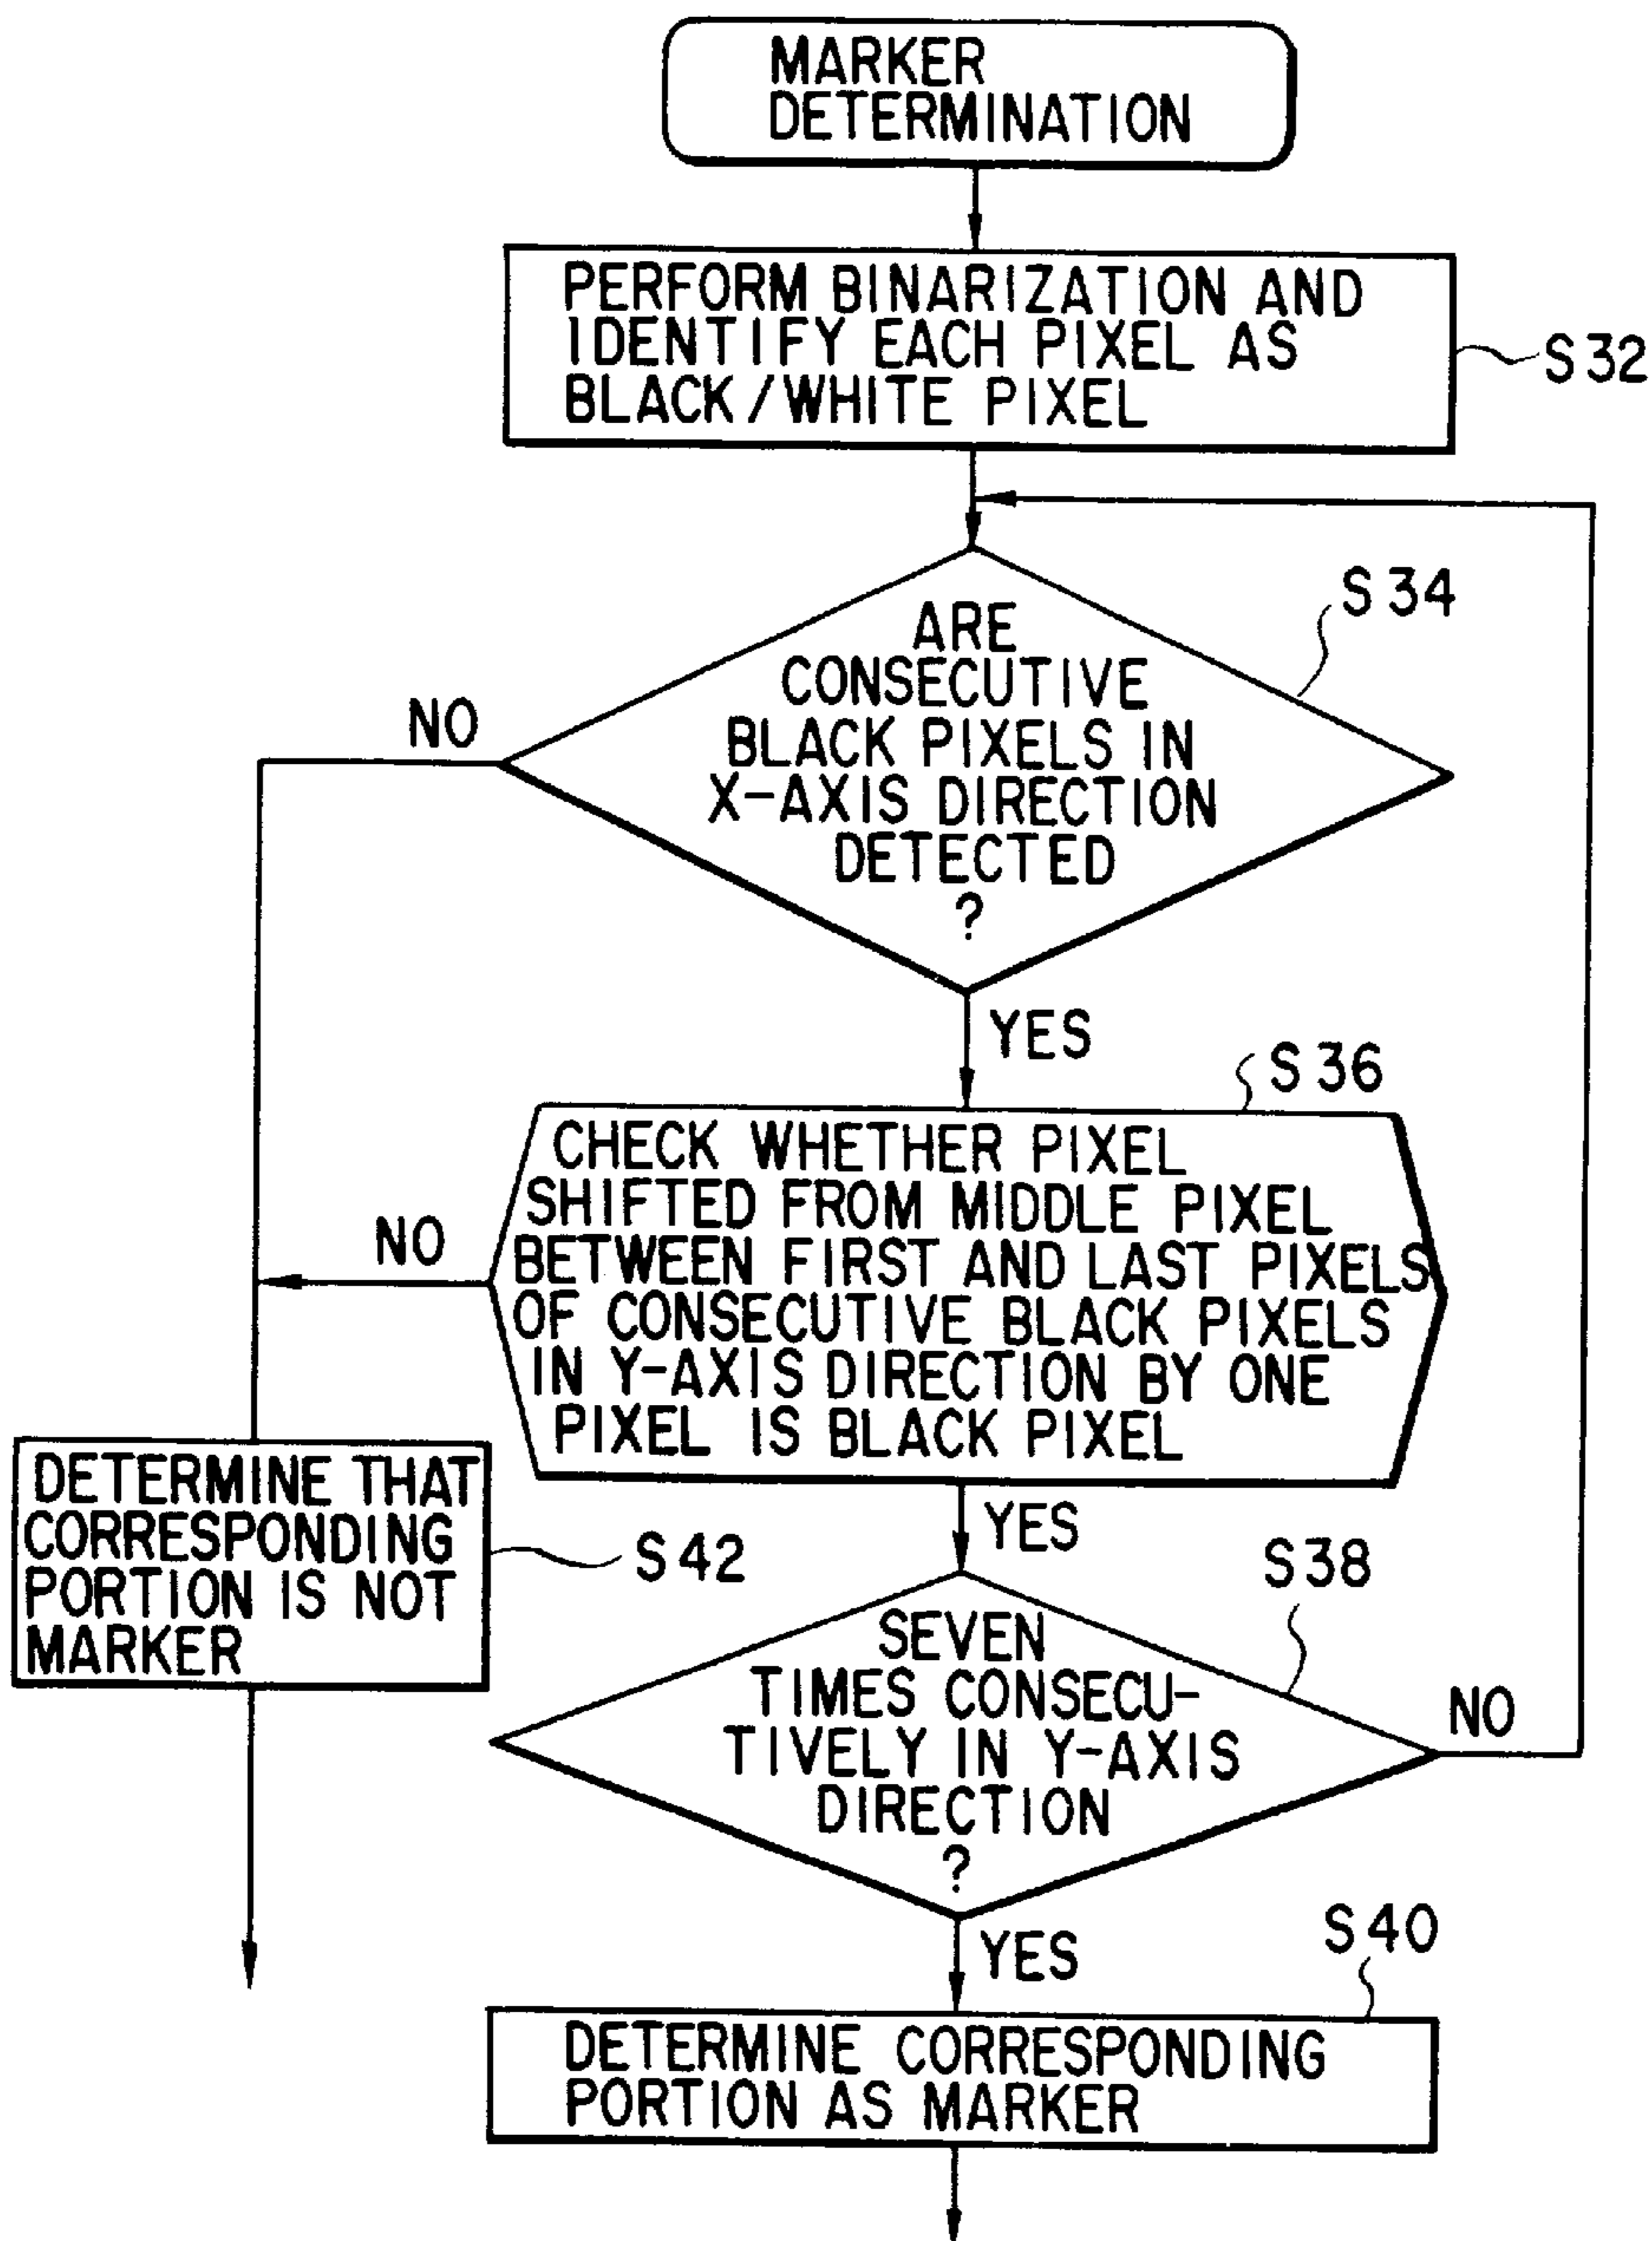 MARKER
DETERMINATION
PERFORM BINARIZATION AND
IDENTIFY EACH PIXEL AS
BLACK/WHITE PIXEL
S32
S34
ARE
CONSECUTIVE
BLACK PIXELS IN
X-AXIS DIRECTION
DETECTED
?
NO
YES
S36
CHECK WHETHER PIXEL
SHIFTED FROM MIDDLE PIXEL
BETWEEN FIRST AND LAST PIXELS
OF CONSECUTIVE BLACK PIXELS
IN Y-AXIS DIRECTION BY ONE
PIXEL IS BLACK PIXEL
NO
YES
DETERMINE THAT
CORRESPONDING
PORTION IS NOT
MARKER
S42
S38
SEVEN
TIMES CONSECU-
TIVELY IN Y-AXIS
DIRECTION
?
NO
YES
S40
DETERMINE CORRESPONDING
PORTION AS MARKER